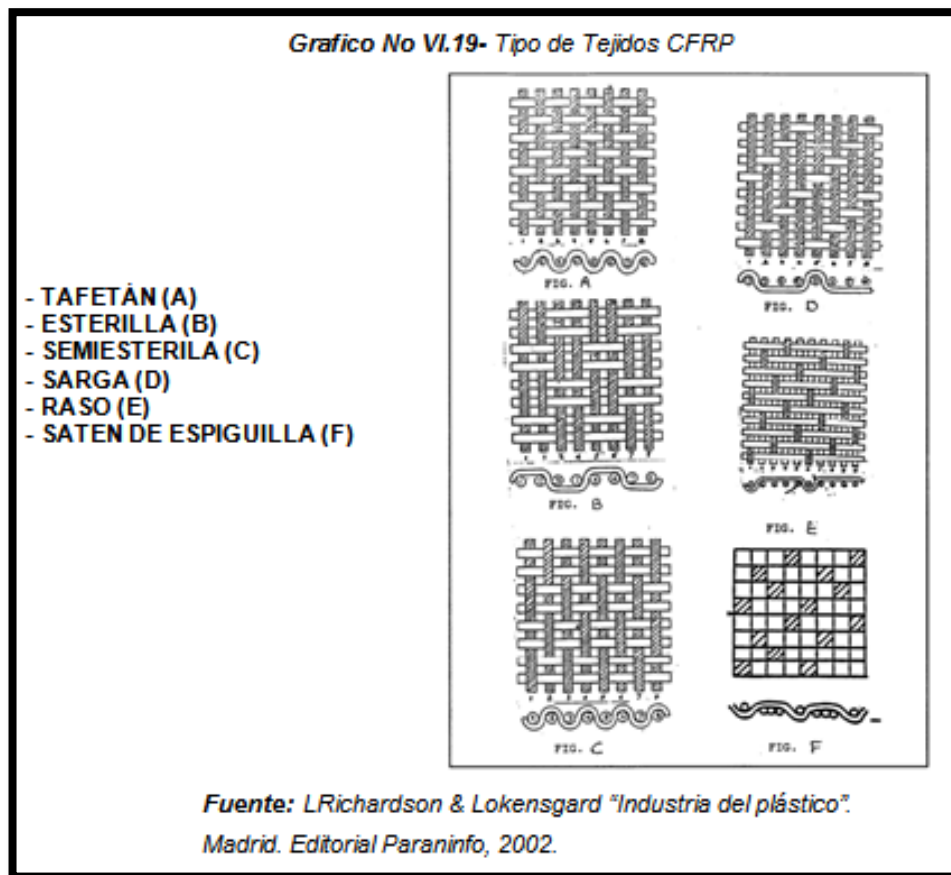 Grafico No VI.19- Tipo de Tejidos CFRP
- TAFETÁN (A)
- ESTERILLA (B)
- SEMIESTERILA (C)
- SARGA (D)
- RASO (E)
- SATEN DE ESPIGUILLA (F)
FIG. A
FIG. B
FIG. C
FIG. D
FIG. E
FIG. F
Fuente: LRichardson & Lokensgard "Industria del plástico".
Madrid. Editorial Paraninfo, 2002.